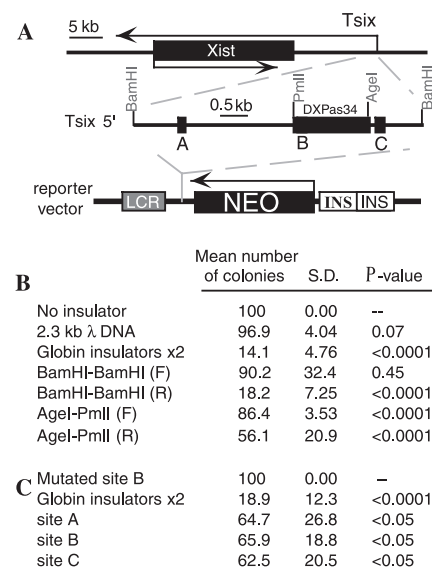 A
5 kb
Tsix
Xist
BamHI
PmlI
AgeI
BamHI
0.5 kb
DXPas34
Tsix 5'
A
B
C
reporter
vector
LCR
NEO
INS
INS
B
Mean number
of colonies
S.D.
P-value
No insulator 100 0.00 --
2.3 kb λ DNA 96.9 4.04 0.07
Globin insulators x2 14.1 4.76 <0.0001
BamHI-BamHI (F) 90.2 32.4 0.45
BamHI-BamHI (R) 18.2 7.25 <0.0001
AgeI-PmlI (F) 86.4 3.53 <0.0001
AgeI-PmlI (R) 56.1 20.9 <0.0001
C
Mutated site B 100 0.00 –
Globin insulators x2 18.9 12.3 <0.0001
site A 64.7 26.8 <0.05
site B 65.9 18.8 <0.05
site C 62.5 20.5 <0.05